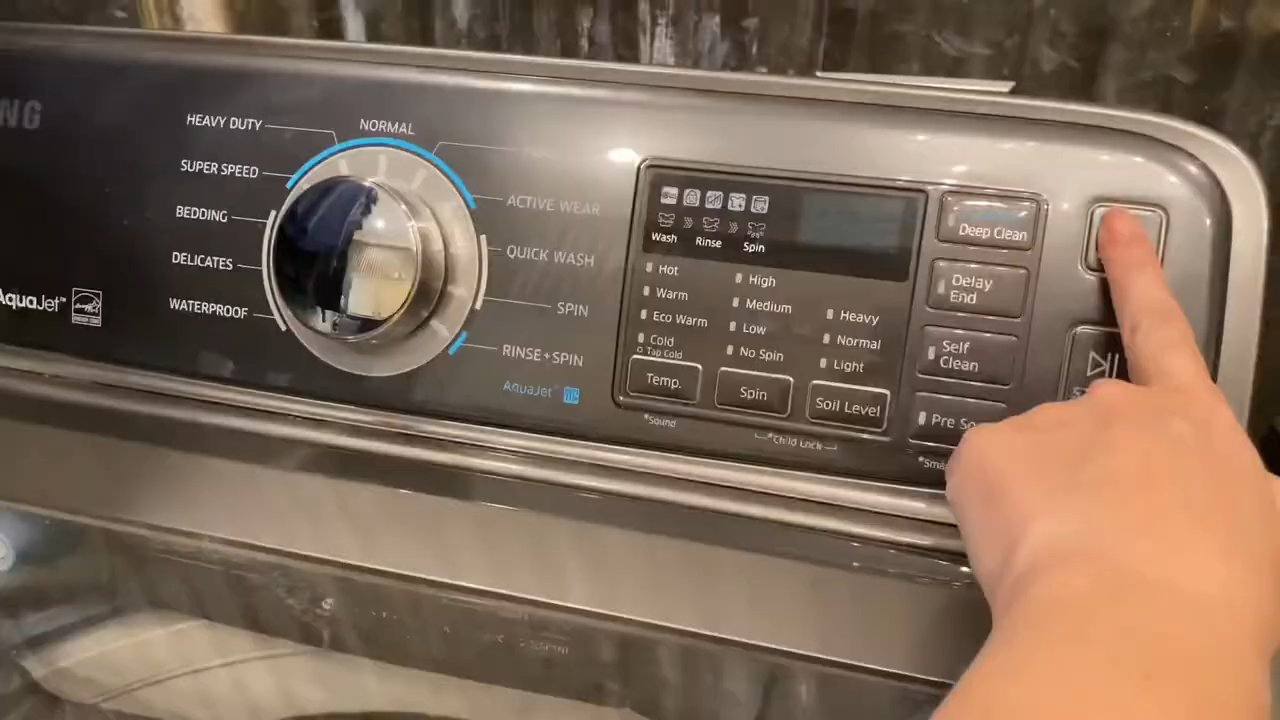 NG
HEAVY DUTY
SUPER SPEED
BEDDING
DELICATES
WATERPROOF
AquaJet™
NORMAL
ACTIVE WEAR
QUICK WASH
SPIN
RINSE+SPIN
AquaJet
Wash Rinse Spin
Hot
Warm
Eco Warm
Cold
Tap Cold
Temp.
*Sound
High
Medium
Low
No Spin
Spin
*Child Lock
Heavy
Normal
Light
Soil Level
Deep Clean
Delay
End
Self
Clean
Pre So
*Sma